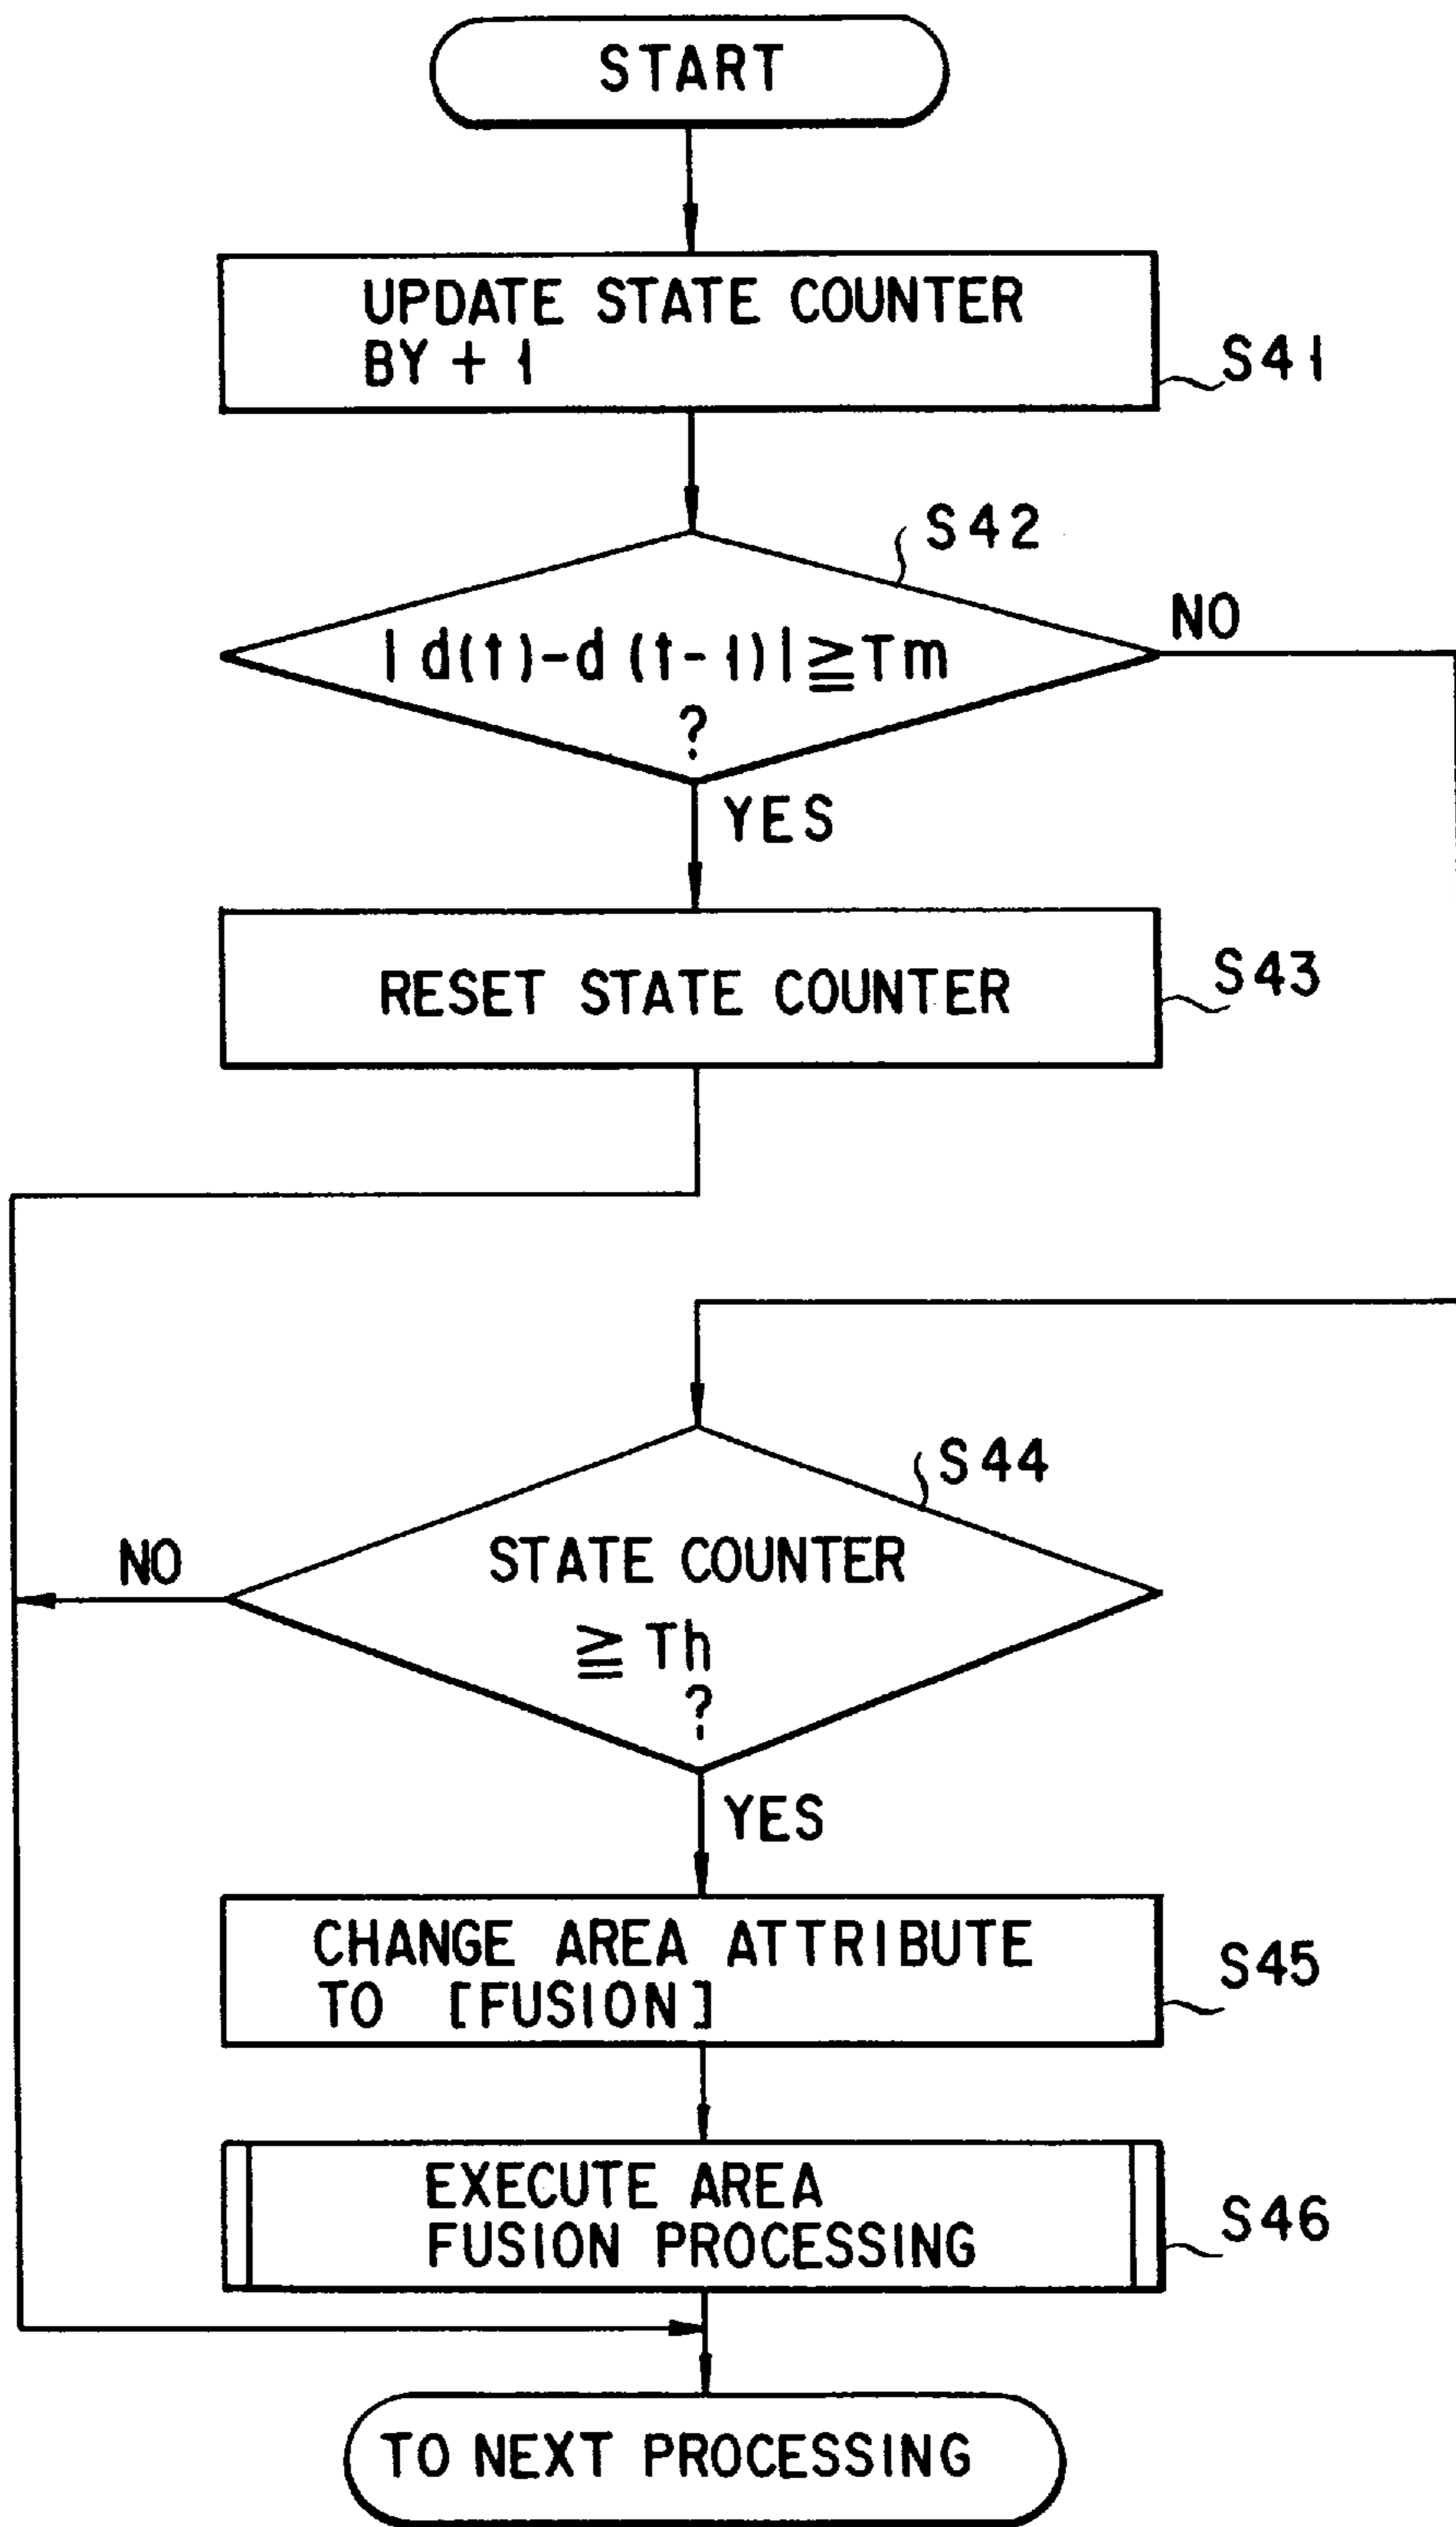 START
UPDATE STATE COUNTER
BY + 1
S41
S42
| d(t)-d (t-1)| ≧ Tm
?
NO
YES
RESET STATE COUNTER
S43
S44
STATE COUNTER
≧ Th
?
NO
YES
CHANGE AREA ATTRIBUTE
TO [FUSION]
S45
EXECUTE AREA
FUSION PROCESSING
S46
TO NEXT PROCESSING